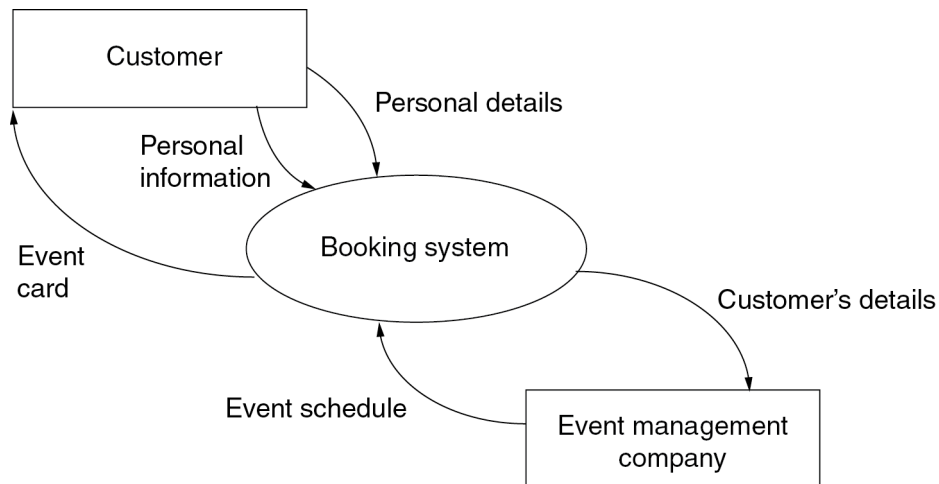 Customer
Personal details
Personal
information
Booking system
Event
card
Customer’s details
Event schedule
Event management
company